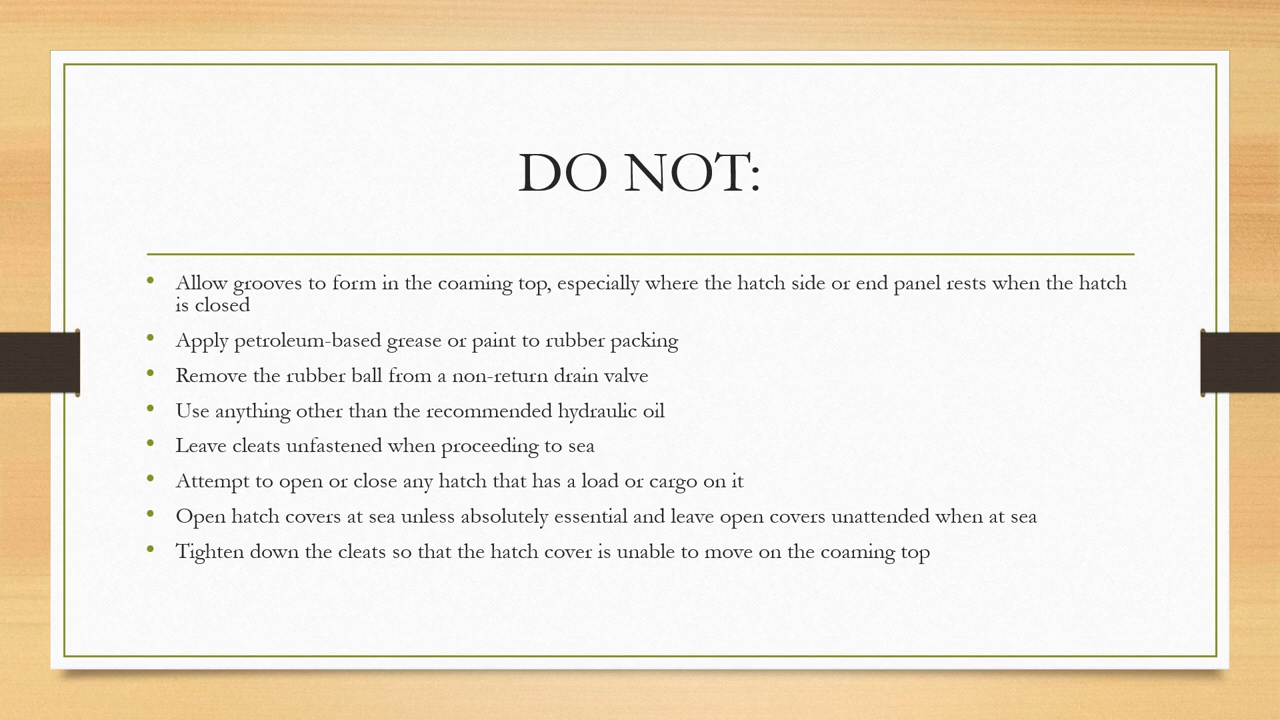 DO NOT:
• Allow grooves to form in the coaming top, especially where the hatch side or end panel rests when the hatch
is closed
• Apply petroleum-based grease or paint to rubber packing
• Remove the rubber ball from a non-return drain valve
• Use anything other than the recommended hydraulic oil
• Leave cleats unfastened when proceeding to sea
• Attempt to open or close any hatch that has a load or cargo on it
• Open hatch covers at sea unless absolutely essential and leave open covers unattended when at sea
• Tighten down the cleats so that the hatch cover is unable to move on the coaming top